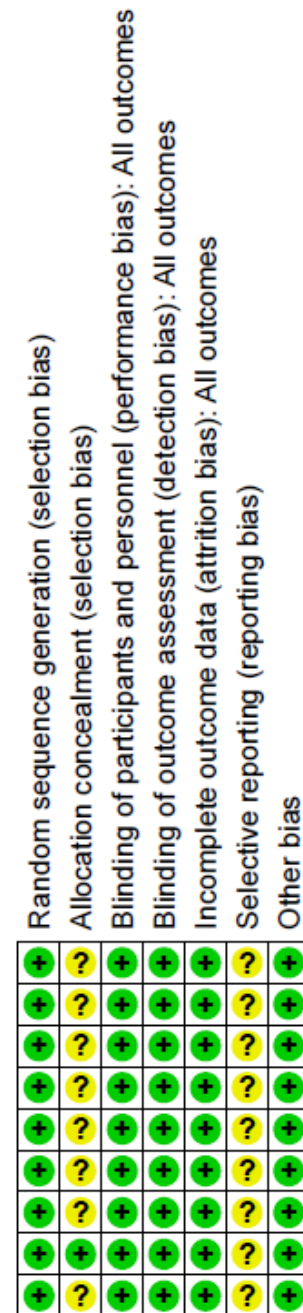 Random sequence generation (selection bias)
Allocation concealment (selection bias)
Blinding of participants and personnel (performance bias): All outcomes
Blinding of outcome assessment (detection bias): All outcomes
Incomplete outcome data (attrition bias): All outcomes
Selective reporting (reporting bias)
Other bias
+ ? + + + ? +
+ ? + + + ? +
+ ? + + + ? +
+ ? + + + ? +
+ ? + + + ? +
+ ? + + + ? +
+ ? + + + ? +
+ + + + + ? +
+ ? + + + ? +